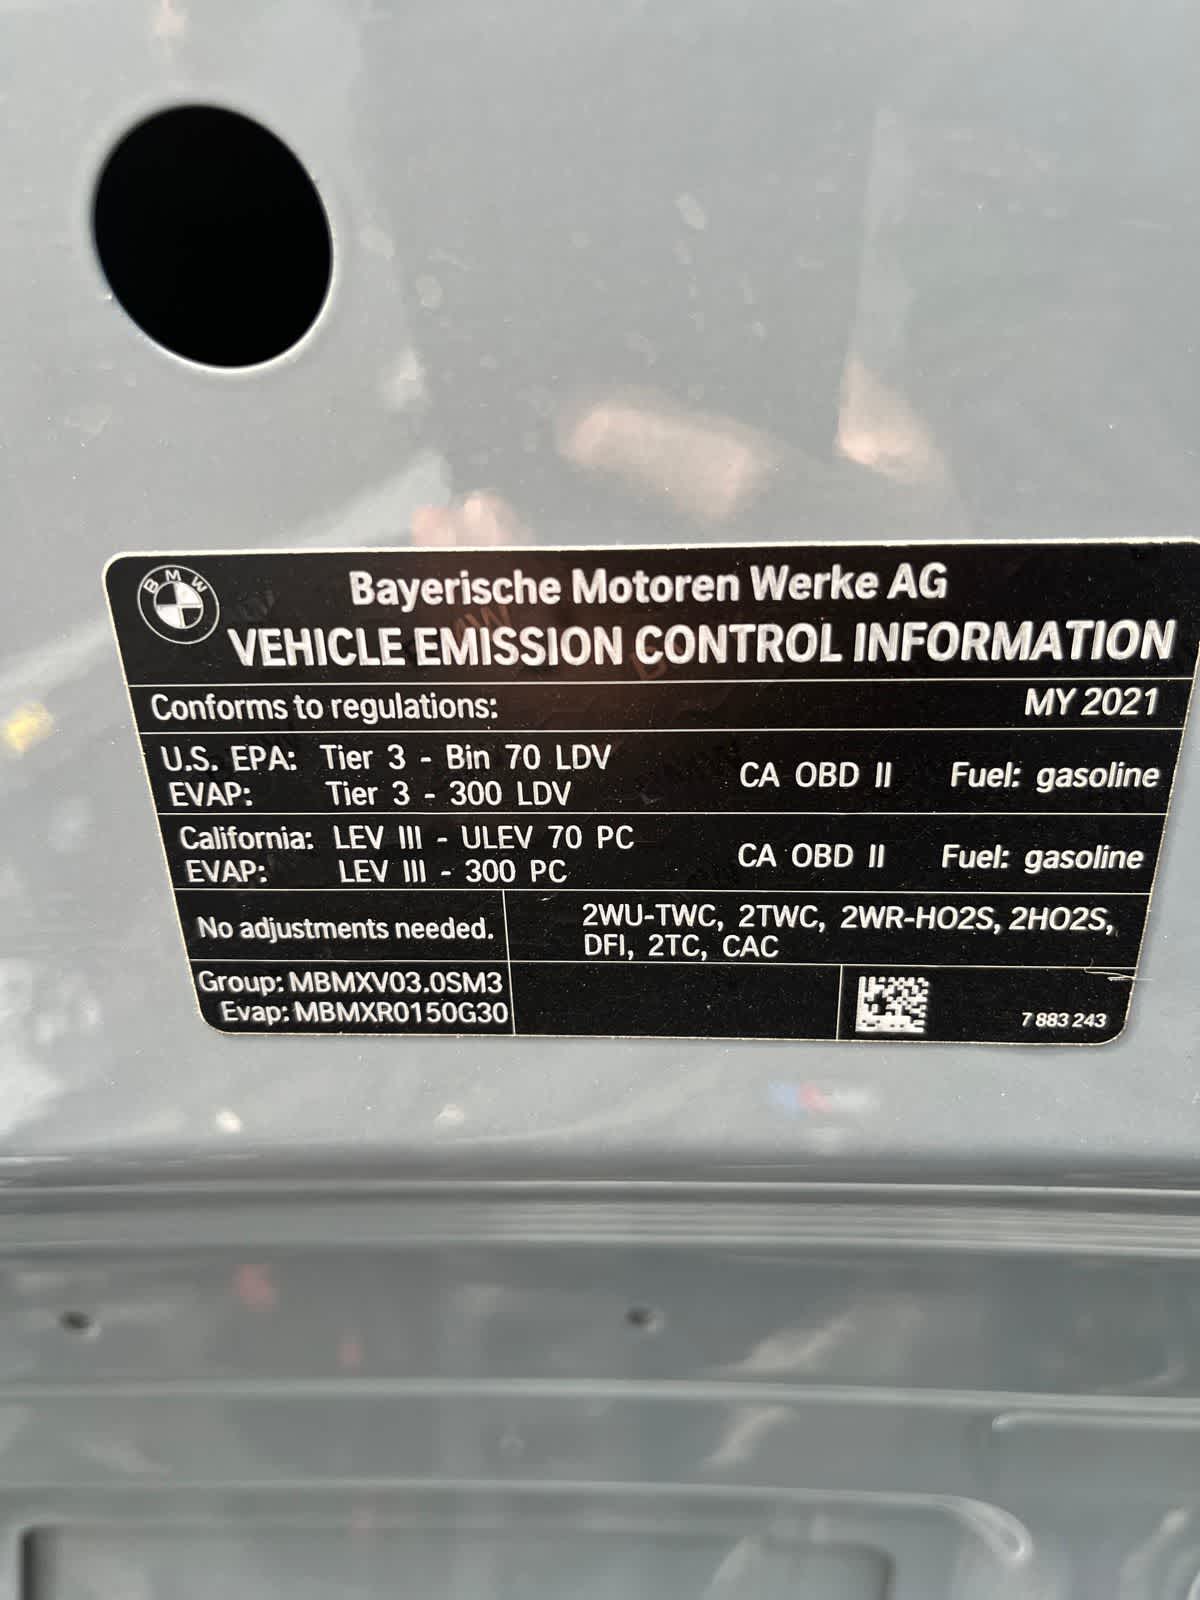 BMW
Bayerische Motoren Werke AG
VEHICLE EMISSION CONTROL INFORMATION
Conforms to regulations: MY 2021
U.S. EPA: Tier 3 - Bin 70 LDV
EVAP: Tier 3 - 300 LDV
CA OBD II Fuel: gasoline
California: LEV III - ULEV 70 PC
EVAP: LEV III - 300 PC
CA OBD II Fuel: gasoline
No adjustments needed.
2WU-TWC, 2TWC, 2WR-HO2S, 2HO2S,
DFI, 2TC, CAC
Group: MBMXV03.0SM3
Evap: MBMXR0150G30
7 883 243